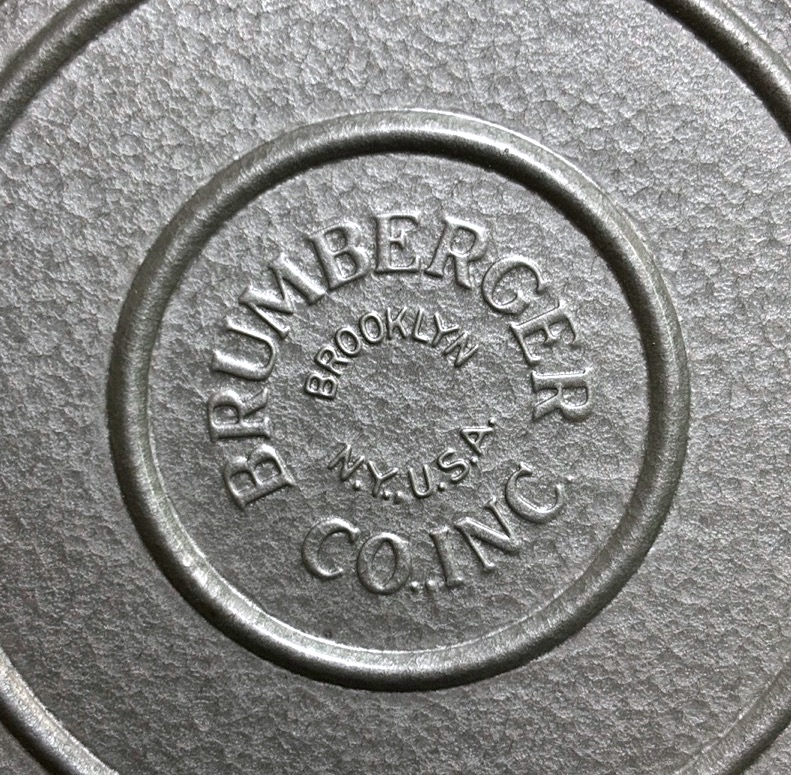 BRUMBERGER
BROOKLYN
N.Y., U.S.A.
CO., INC.